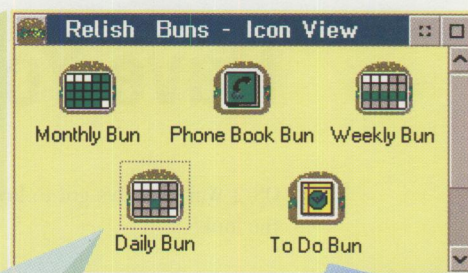 Relish Buns - Icon View
Monthly Bun Phone Book Bun Weekly Bun
Daily Bun To Do Bun